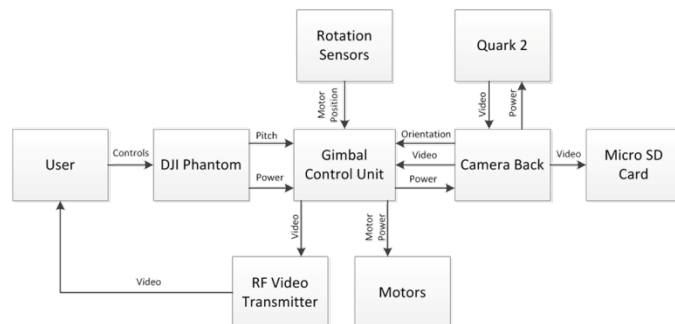 Rotation
Sensors
Quark 2
Motor
Position
Video
Power
User
Controls
DJI Phantom
Pitch
Power
Gimbal
Control Unit
Orientation
Video
Power
Camera Back
Video
Micro SD
Card
Video
Motor
Power
Video
RF Video
Transmitter
Motors